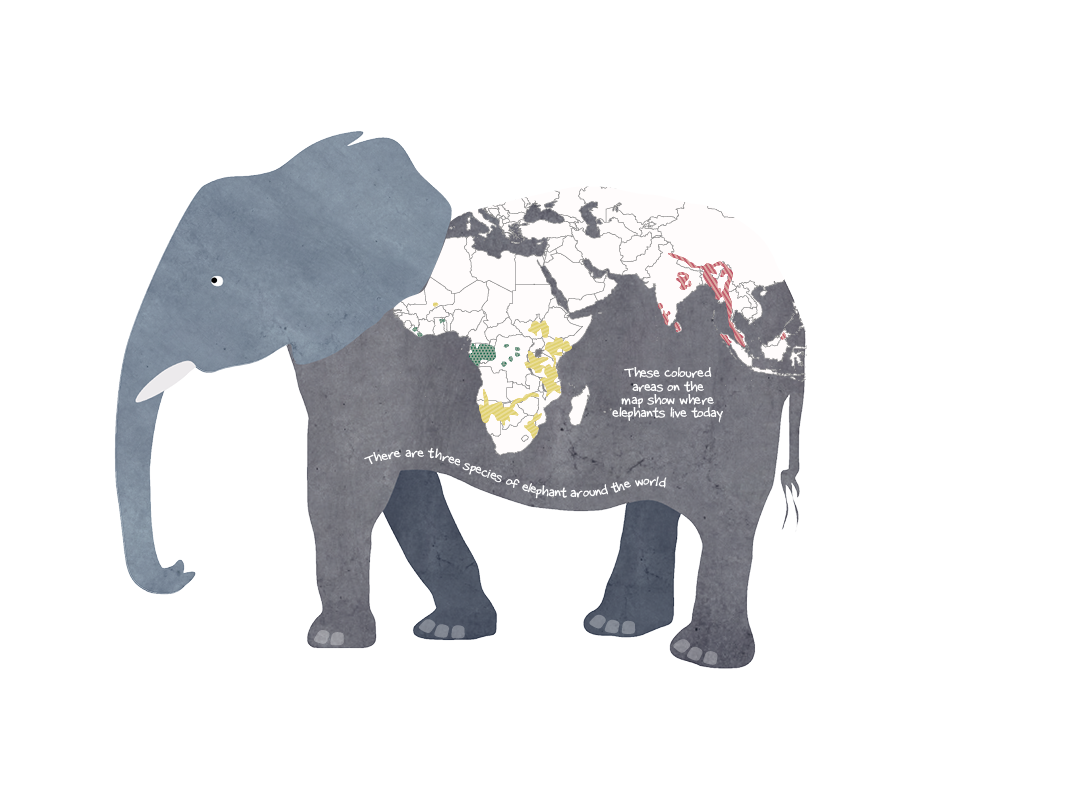 These coloured
areas on the
map show where
elephants live today
There are three species of elephant around the world